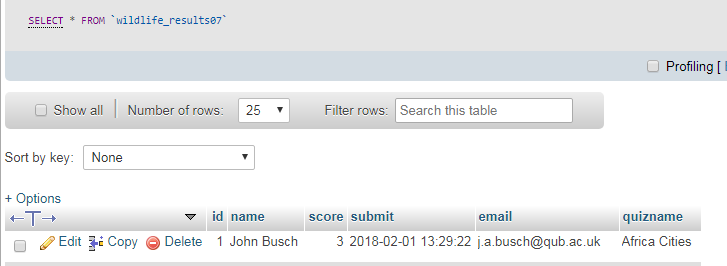 SELECT * FROM `wildlife_results07`
Profiling [
Show all Number of rows: 25 Filter rows: Search this table
Sort by key: None
+ Options
←T→ id name score submit email quizname
Edit Copy Delete 1 John Busch 3 2018-02-01 13:29:22 j.a.busch@qub.ac.uk Africa Cities